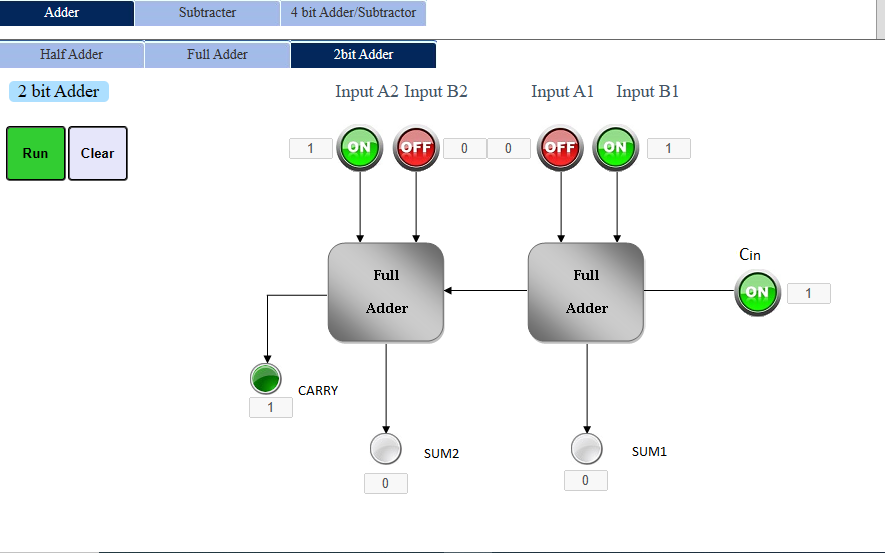 Adder Subtracter 4 bit Adder/Subtractor
Half Adder Full Adder 2bit Adder
2 bit Adder Input A2 Input B2 Input A1 Input B1
Run Clear 1 ON OFF 0 0 OFF ON 1
Cin
Full Full
Adder Adder
ON 1
CARRY
1
SUM2 SUM1
0 0